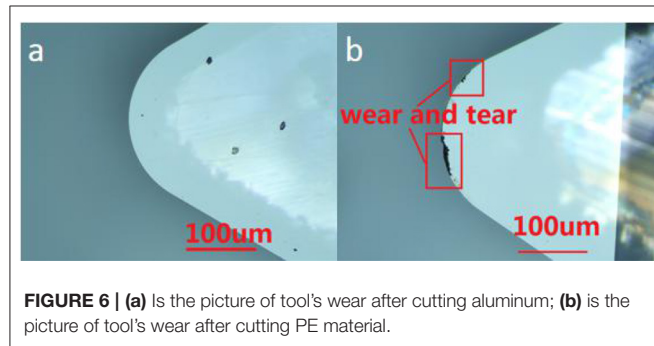 a
b
wear and tear
100um
100um
FIGURE 6 | (a) Is the picture of tool's wear after cutting aluminum; (b) is the
picture of tool's wear after cutting PE material.